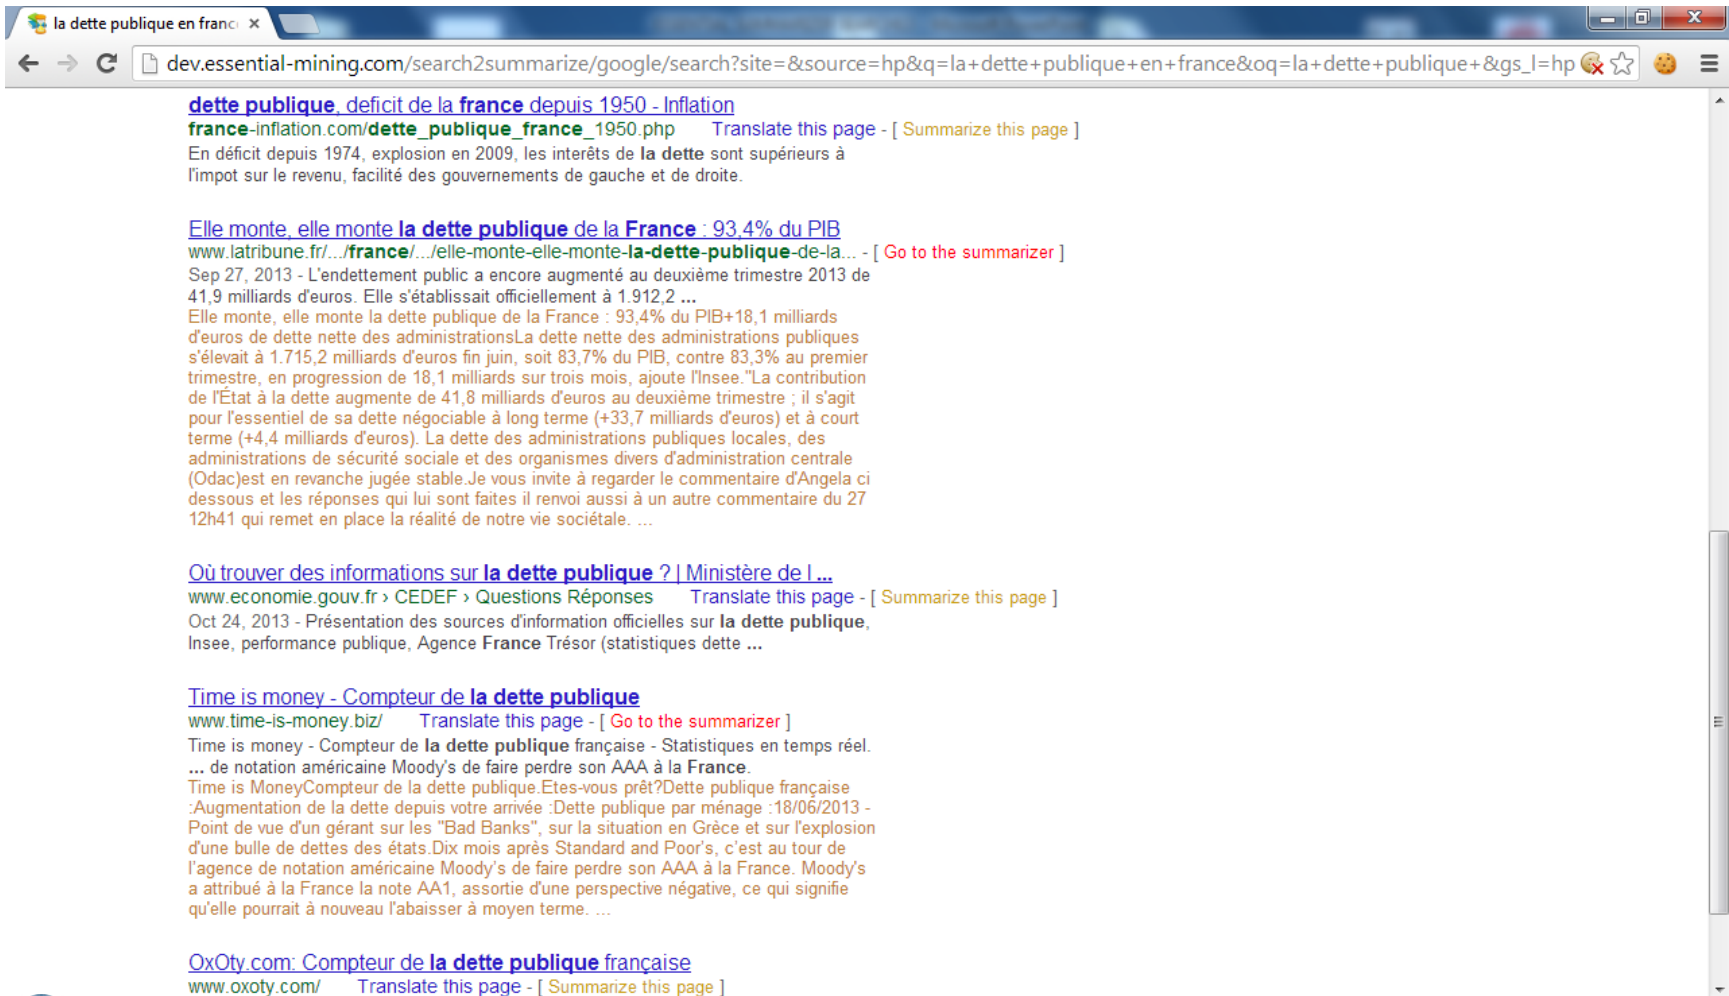 la dette publique en franc
dev.essential-mining.com/search2summarize/google/search?site=&source=hp&q=la+dette+publique+en+france&oq=la+dette+publique+&gs_l=hp
dette publique, deficit de la france depuis 1950 - Inflation
france-inflation.com/dette_publique_france_1950.php Translate this page - [ Summarize this page ]
En déficit depuis 1974, explosion en 2009, les interêts de la dette sont supérieurs à
l'impot sur le revenu, facilité des gouvernements de gauche et de droite.
Elle monte, elle monte la dette publique de la France : 93,4% du PIB
www.latribune.fr/.../france/.../elle-monte-elle-monte-la-dette-publique-de-la... - [ Go to the summarizer ]
Sep 27, 2013 - L'endettement public a encore augmenté au deuxième trimestre 2013 de
41,9 milliards d'euros. Elle s'établissait officiellement à 1.912,2 ...
Elle monte, elle monte la dette publique de la France : 93,4% du PIB+18,1 milliards
d'euros de dette nette des administrationsLa dette nette des administrations publiques
s'élevait à 1.715,2 milliards d'euros fin juin, soit 83,7% du PIB, contre 83,3% au premier
trimestre, en progression de 18,1 milliards sur trois mois, ajoute l'Insee."La contribution
de l'État à la dette augmente de 41,8 milliards d'euros au deuxième trimestre ; il s'agit
pour l'essentiel de sa dette négociable à long terme (+33,7 milliards d'euros) et à court
terme (+4,4 milliards d'euros). La dette des administrations publiques locales, des
administrations de sécurité sociale et des organismes divers d'administration centrale
(Odac)est en revanche jugée stable.Je vous invite à regarder le commentaire d'Angela ci
dessous et les réponses qui lui sont faites il renvoi aussi à un autre commentaire du 27
12h41 qui remet en place la réalité de notre vie sociétale. ...
Où trouver des informations sur la dette publique ? | Ministère de l ...
www.economie.gouv.fr › CEDEF › Questions Réponses Translate this page - [ Summarize this page ]
Oct 24, 2013 - Présentation des sources d'information officielles sur la dette publique,
Insee, performance publique, Agence France Trésor (statistiques dette ...
Time is money - Compteur de la dette publique
www.time-is-money.biz/ Translate this page - [ Go to the summarizer ]
Time is money - Compteur de la dette publique française - Statistiques en temps réel.
... de notation américaine Moody's de faire perdre son AAA à la France.
Time is MoneyCompteur de la dette publique.Etes-vous prêt?Dette publique française
:Augmentation de la dette depuis votre arrivée :Dette publique par ménage :18/06/2013 -
Point de vue d'un gérant sur les "Bad Banks", sur la situation en Grèce et sur l'explosion
d'une bulle de dettes des états.Dix mois après Standard and Poor's, c'est au tour de
l'agence de notation américaine Moody's de faire perdre son AAA à la France. Moody's
a attribué à la France la note AA1, assortie d'une perspective négative, ce qui signifie
qu'elle pourrait à nouveau l'abaisser à moyen terme. ...
OxOty.com: Compteur de la dette publique française
www.oxoty.com/ Translate this page - [ Summarize this page ]